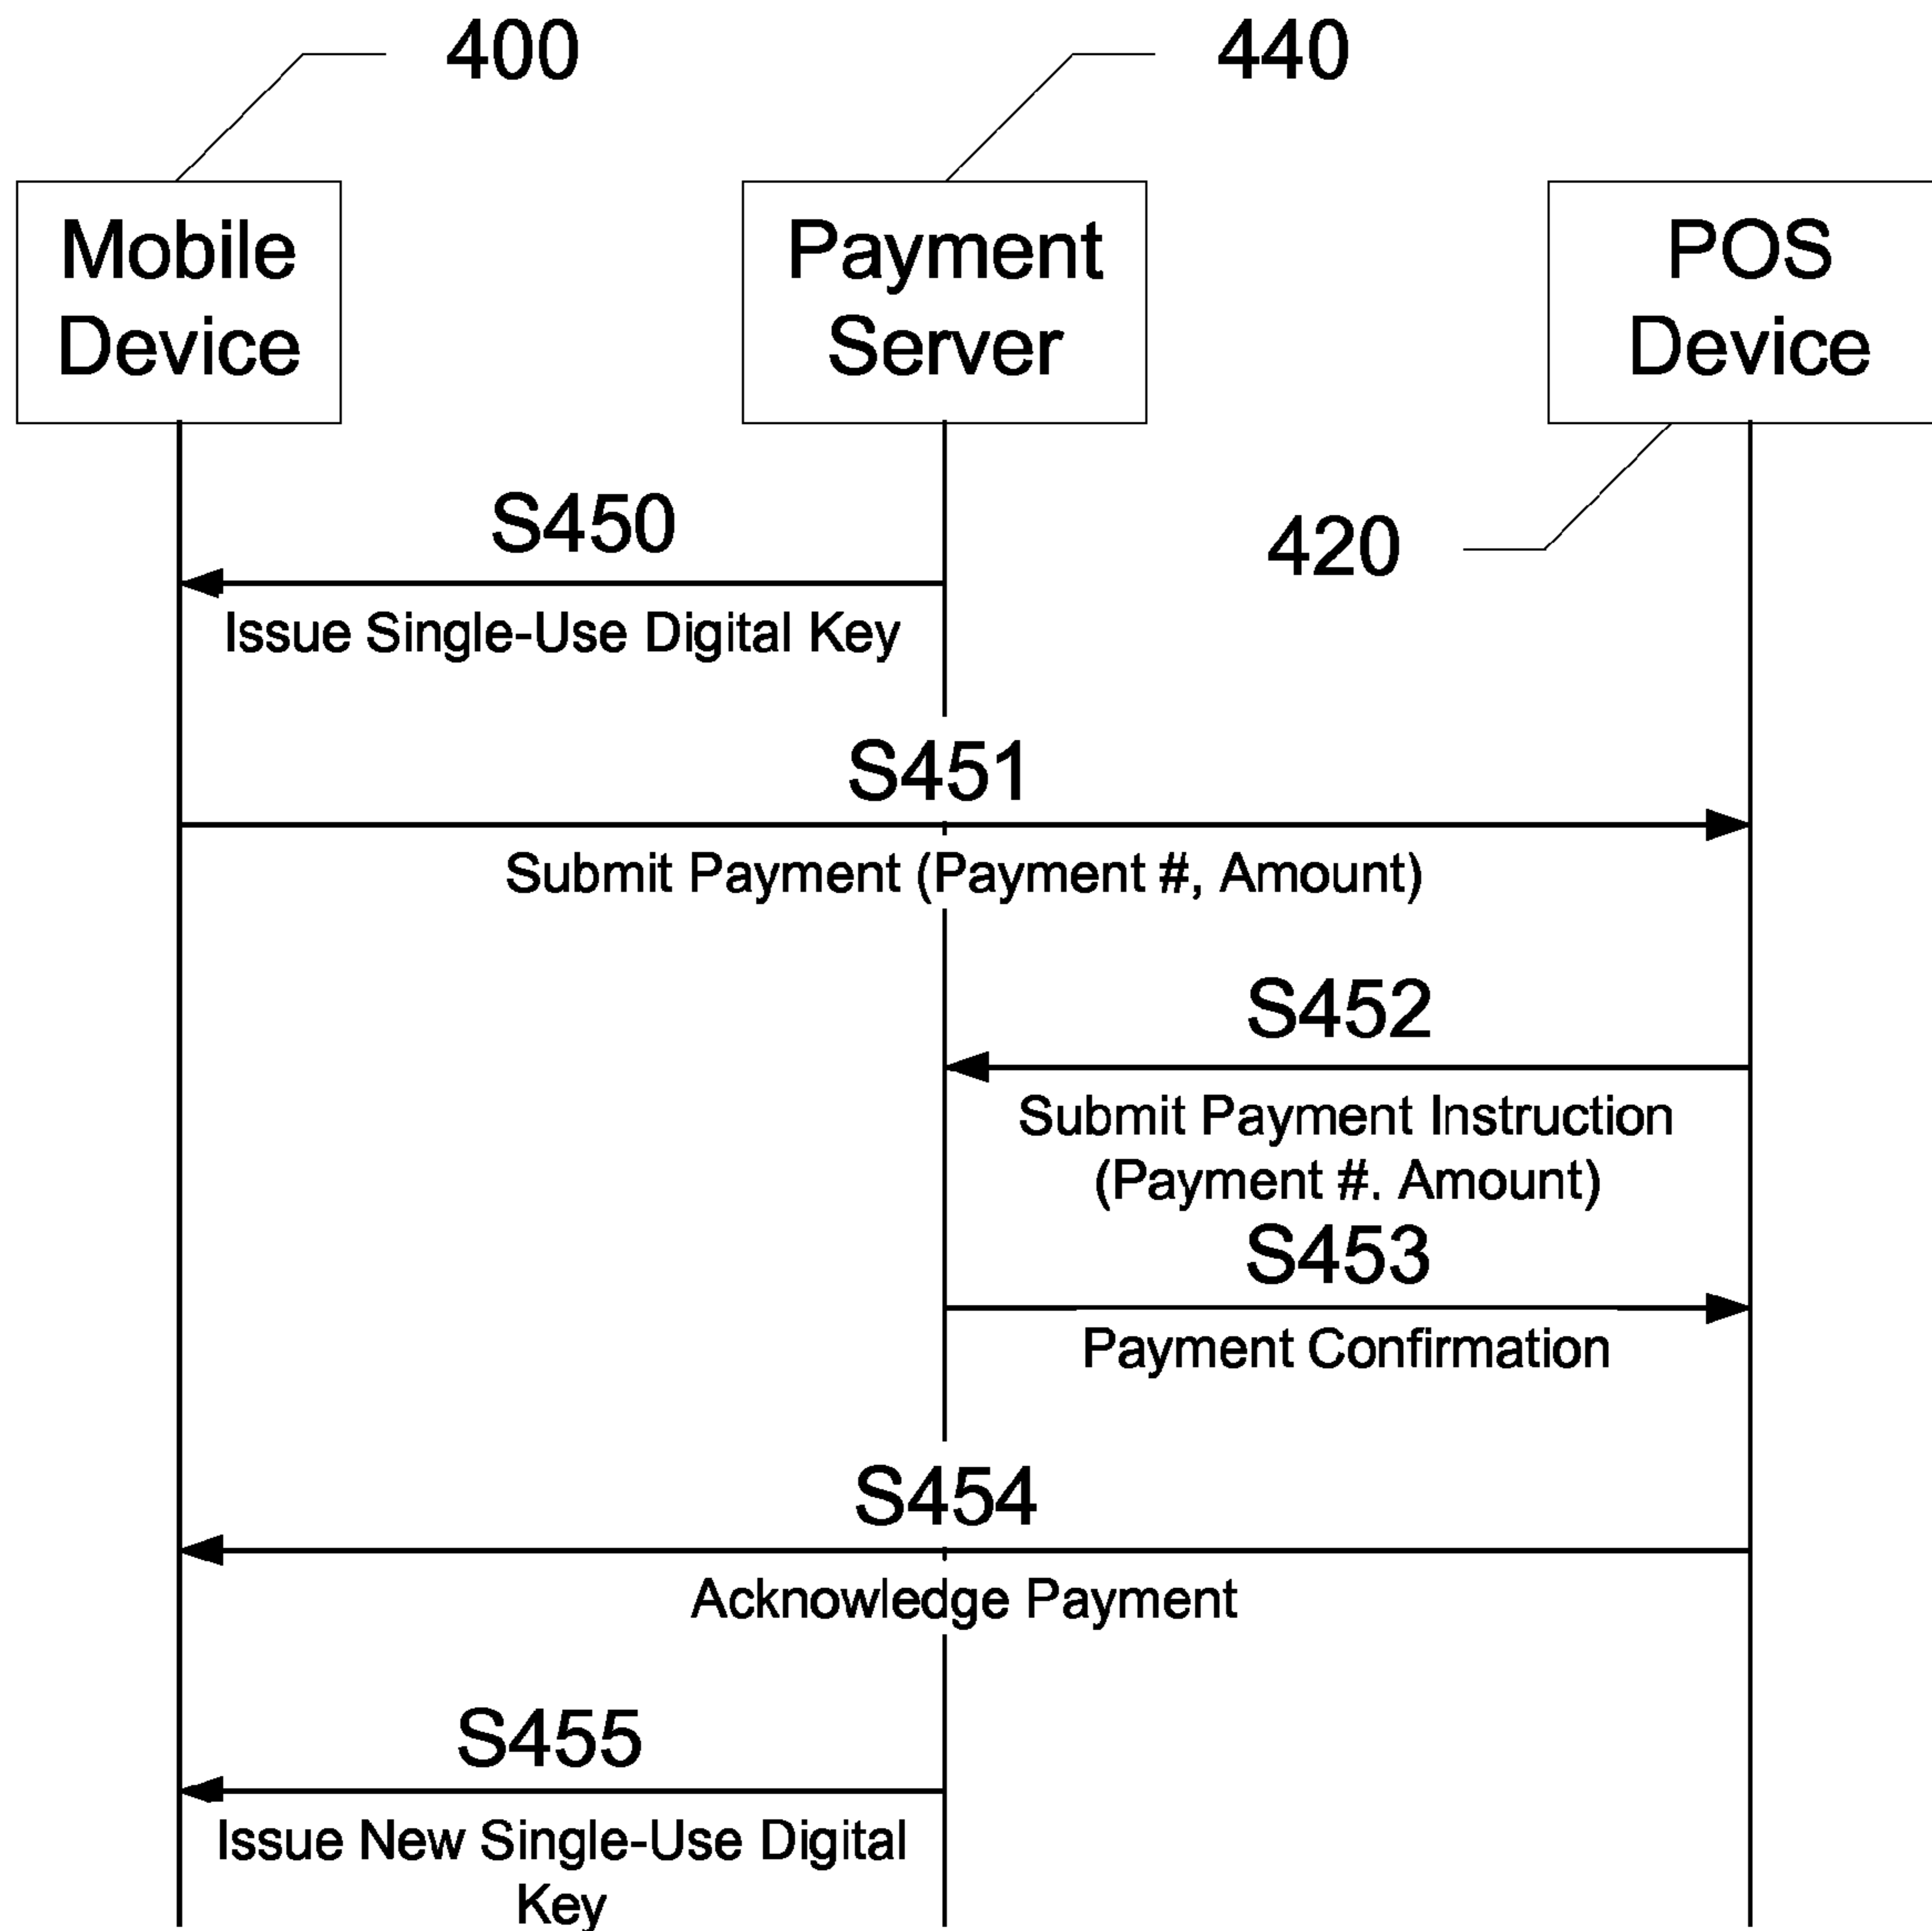 400
440
Mobile
Device
Payment
Server
POS
Device
S450
420
Issue Single-Use Digital Key
S451
Submit Payment (Payment #, Amount)
S452
Submit Payment Instruction
(Payment #. Amount)
S453
Payment Confirmation
S454
Acknowledge Payment
S455
Issue New Single-Use Digital
Key